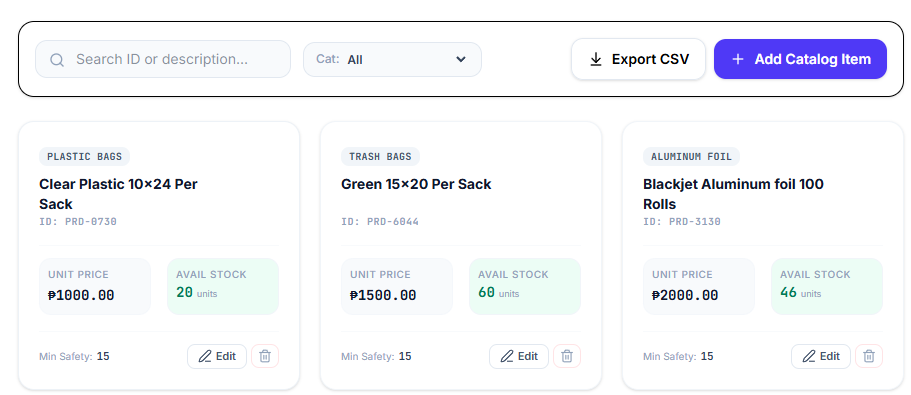 Search ID or description...
Cat: All
Export CSV
Add Catalog Item
PLASTIC BAGS
Clear Plastic 10×24 Per
Sack
ID: PRD-0730
UNIT PRICE
₱1000.00
AVAIL STOCK
20 units
Min Safety: 15
Edit
TRASH BAGS
Green 15×20 Per Sack
ID: PRD-6044
UNIT PRICE
₱1500.00
AVAIL STOCK
60 units
Min Safety: 15
Edit
ALUMINUM FOIL
Blackjet Aluminum foil 100
Rolls
ID: PRD-3130
UNIT PRICE
₱2000.00
AVAIL STOCK
46 units
Min Safety: 15
Edit